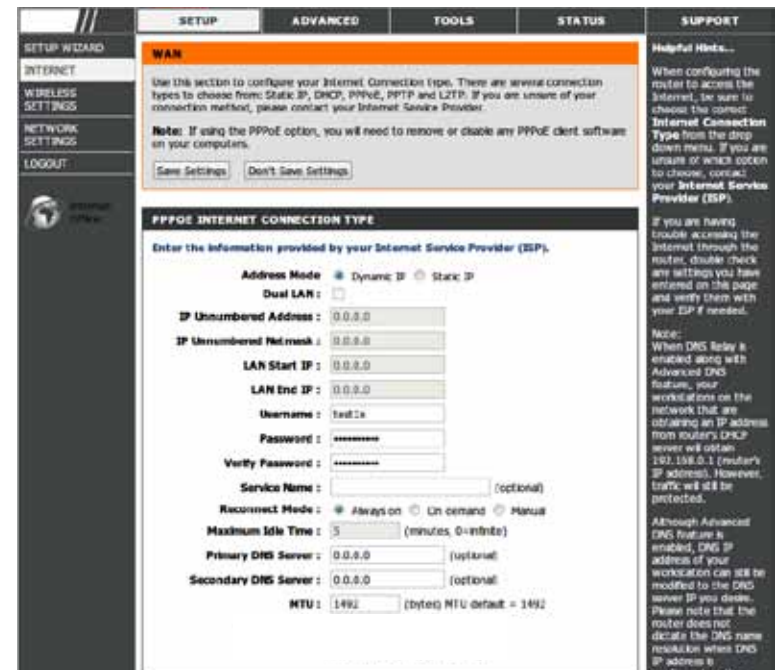 SETUP
ADVANCED
TOOLS
STATUS
SUPPORT
SETUP WIZARD
INTERNET
WIRELESS
SETTINGS
NETWORK
SETTINGS
LOGOUT
Internet
Offline
WAN
Use this section to configure your Internet Connection type. There are several connection
types to choose from: Static IP, DHCP, PPPoE, PPTP and L2TP. If you are unsure of your
connection method, please contact your Internet Service Provider.
Note: If using the PPPoE option, you will need to remove or disable any PPPoE client software
on your computers.
Save Settings Don't Save Settings
PPPOE INTERNET CONNECTION TYPE
Enter the information provided by your Internet Service Provider (ISP).
Address Mode Dynamic IP Static IP
Dual LAN :
IP Unnumbered Address : 0.0.0.0
IP Unnumbered Netmask : 0.0.0.0
LAN Start IP : 0.0.0.0
LAN End IP : 0.0.0.0
Username :
Password : ••••••••••
Verify Password : ••••••••••
Service Name : (optional)
Reconnect Mode : Always on On demand Manual
Maximum Idle Time : 5 (minutes, 0=infinite)
Primary DNS Server : 0.0.0.0 (optional)
Secondary DNS Server : 0.0.0.0 (optional)
MTU : 1492 (bytes) MTU default = 1492
Helpful Hints...
When configuring the
router to access the
Internet, be sure to
choose the correct
Internet Connection
Type from the drop
down menu. If you are
unsure of which option
to choose, contact
your Internet Service
Provider (ISP).
If you are having
trouble accessing the
Internet through the
router, double check
any settings you have
entered on this page
and verify them with
your ISP if needed.
Note:
When DNS Relay is
enabled along with
Advanced DNS
feature, your
workstations on the
network that are
obtaining an IP address
from router's DHCP
server will obtain
192.168.0.1 (router's
IP address). However,
traffic will still be
protected.
Although Advanced
DNS feature is
enabled, DNS IP
address of your
workstation can still be
modified to the DNS
server IP you desire.
Please note that the
router does not
dictate the DNS name
resolution when DNS
IP address is